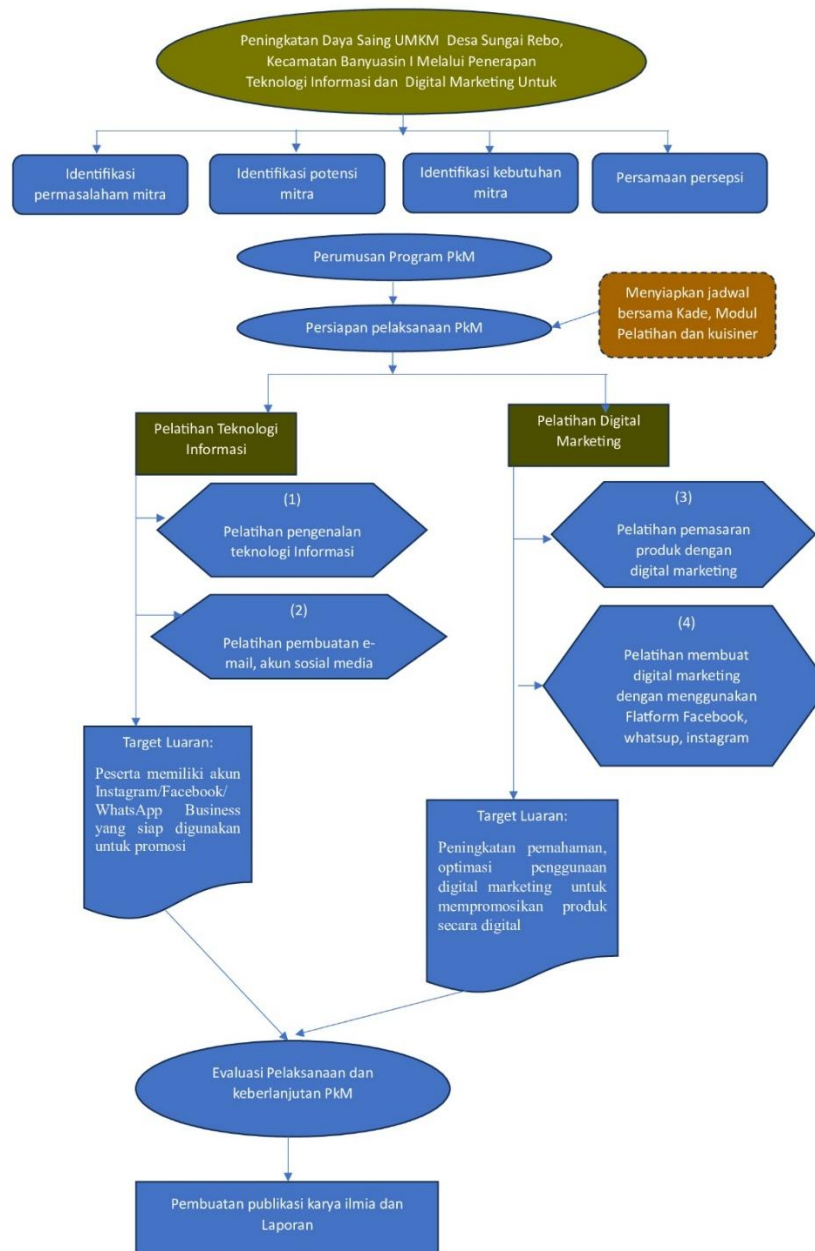 Peningkatan Daya Saing UMKM Desa Sungai Rebo,
Kecamatan Banyuasin I Melalui Penerapan
Teknologi Informasi dan Digital Marketing Untuk
Identifikasi
permasalaham mitra
Identifikasi potensi
mitra
Identifikasi kebutuhan
mitra
Persamaan persepsi
Perumusan Program PkM
Persiapan pelaksanaan PkM
Menyiapkan jadwal
bersama Kade, Modul
Pelatihan dan kuisiner
Pelatihan Teknologi
Informasi
Pelatihan Digital
Marketing
(1)
Pelatihan pengenalan
teknologi Informasi
(2)
Pelatihan pembuatan e-
mail, akun sosial media
(3)
Pelatihan pemasaran
produk dengan
digital marketing
(4)
Pelatihan membuat
digital marketing
dengan menggunakan
Flatform Facebook,
whatsup, instagram
Target Luaran:
Peserta memiliki akun
Instagram/Facebook/
WhatsApp Business
yang siap digunakan
untuk promosi
Target Luaran:
Peningkatan pemahaman,
optimasi penggunaan
digital marketing untuk
mempromosikan produk
secara digital
Evaluasi Pelaksanaan dan
keberlanjutan PkM
Pembuatan publikasi karya ilmia dan
Laporan